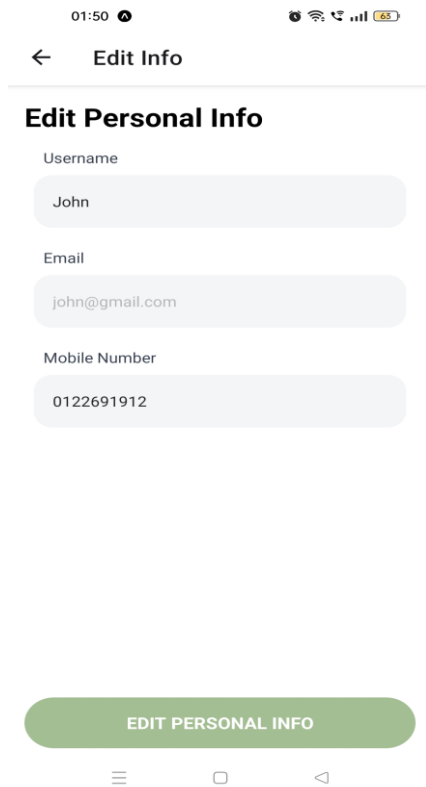 01:50
63
Edit Info
Edit Personal Info
Username
John
Email
john@gmail.com
Mobile Number
0122691912
EDIT PERSONAL INFO